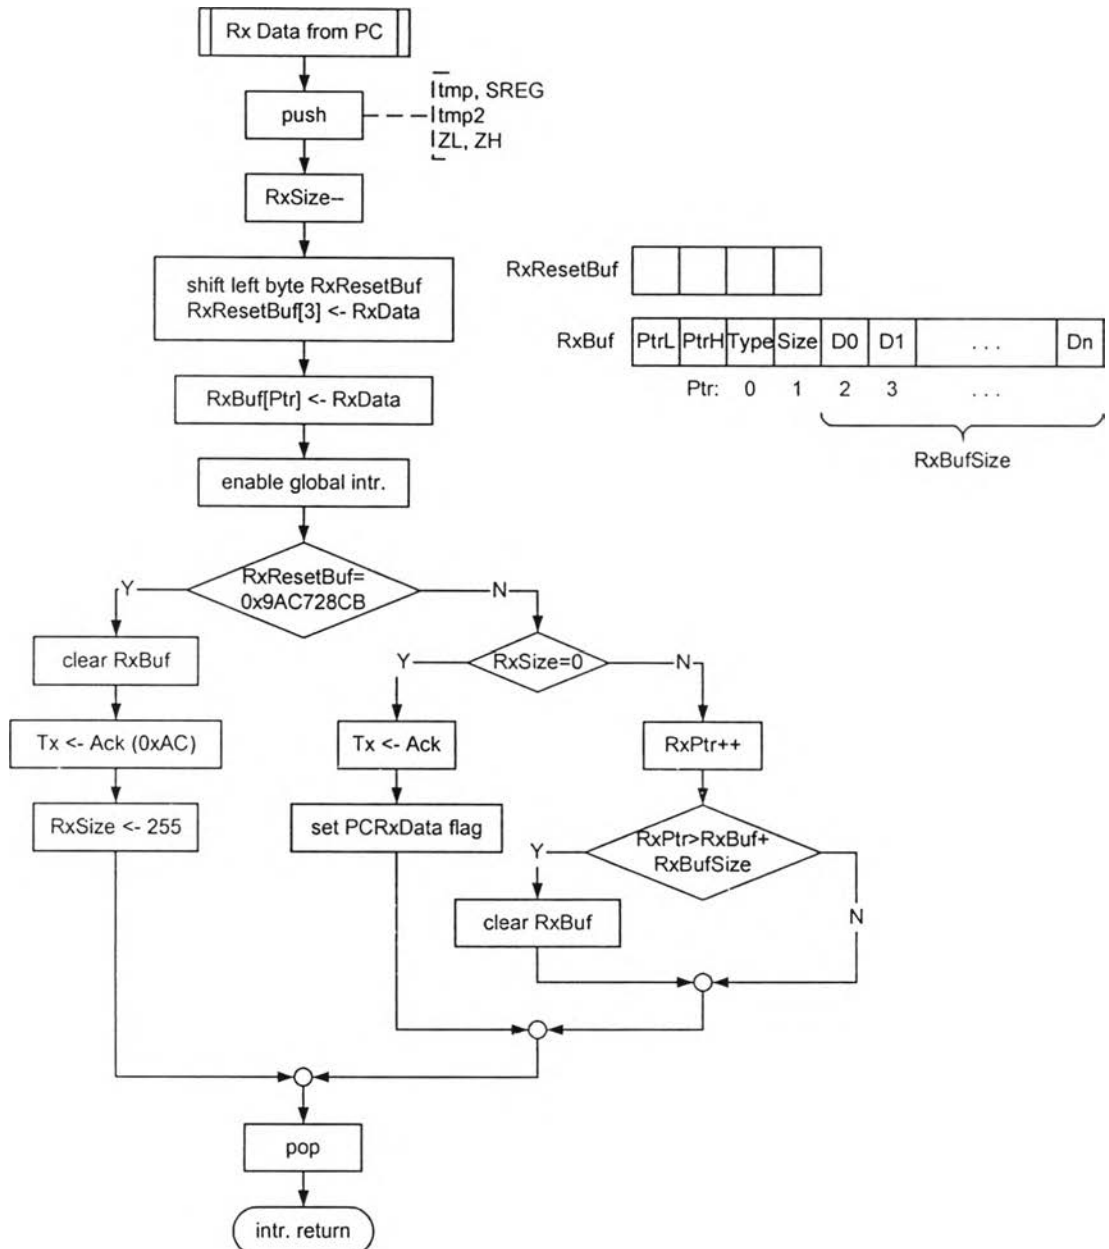 Rx Data from PC
push
tmp, SREG
tmp2
ZL, ZH
RxSize--
shift left byte RxResetBuf
RxResetBuf[3] <- RxData
RxBuf[Ptr] <- RxData
enable global intr.
RxResetBuf
RxBuf PtrL PtrH Type Size D0 D1 . . . Dn
Ptr: 0 1 2 3 . . .
RxBufSize
RxResetBuf=
0x9AC728CB
Y
N
clear RxBuf
Tx <- Ack (0xAC)
RxSize <- 255
RxSize=0
Y
N
Tx <- Ack
set PCRxData flag
RxPtr++
RxPtr>RxBuf+
RxBufSize
Y
N
clear RxBuf
pop
intr. return